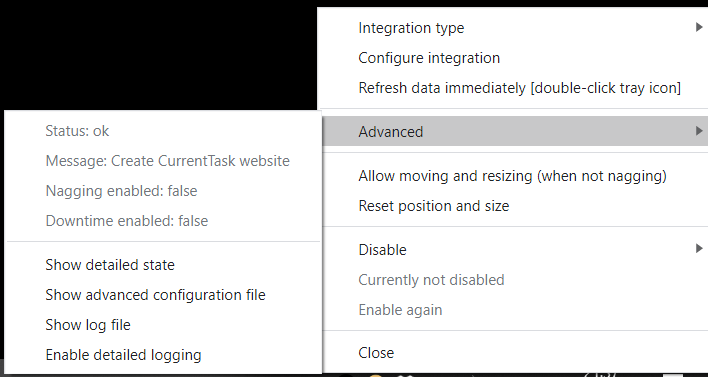 Integration type
Configure integration
Refresh data immediately [double-click tray icon]
Advanced
Allow moving and resizing (when not nagging)
Reset position and size
Disable
Currently not disabled
Enable again
Close
Status: ok
Message: Create CurrentTask website
Nagging enabled: false
Downtime enabled: false
Show detailed state
Show advanced configuration file
Show log file
Enable detailed logging